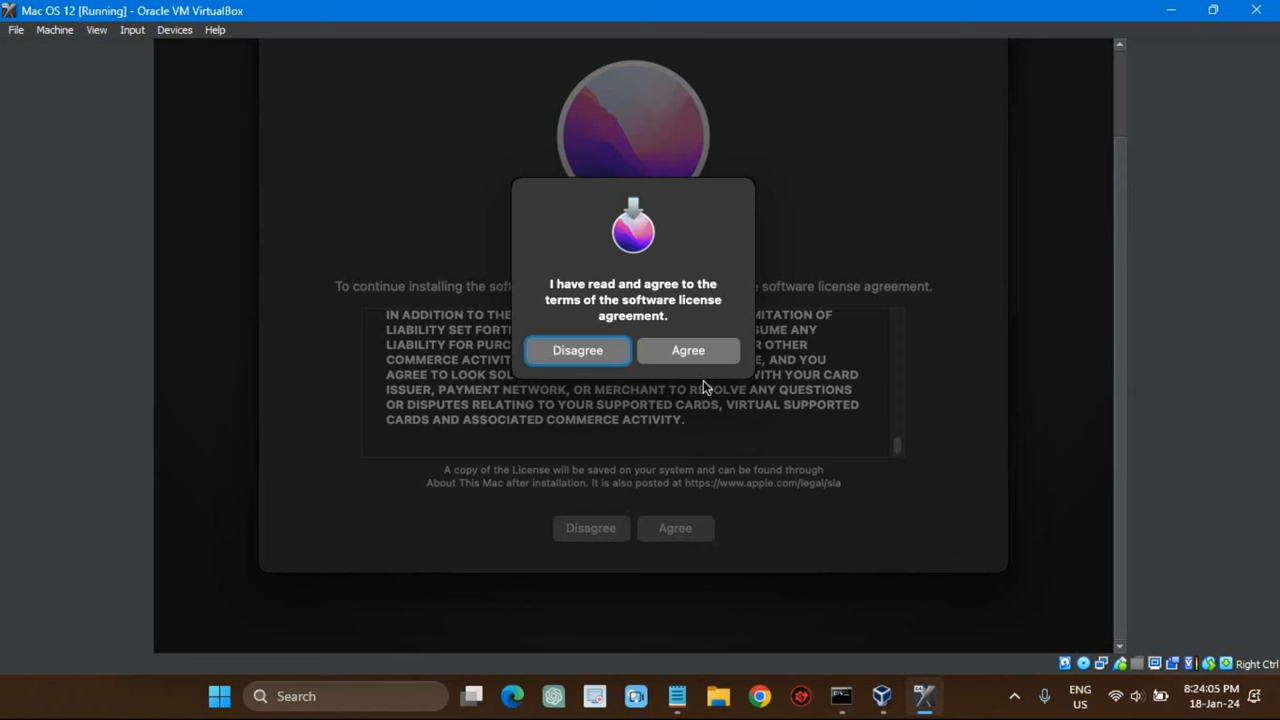 Mac OS 12 [Running] - Oracle VM VirtualBox
File Machine View Input Devices Help
I have read and agree to the
terms of the software license
agreement.
Disagree Agree
To continue installing the software license agreement.
IN ADDITION TO THE MITATION OF
LIABILITY SET FORT SUME ANY
LIABILITY FOR PURC R OTHER
COMMERCE ACTIVIT E, AND YOU
AGREE TO LOOK SOL WITH YOUR CARD
ISSUER, PAYMENT NETWORK, OR MERCHANT TO RESOLVE ANY QUESTIONS
OR DISPUTES RELATING TO YOUR SUPPORTED CARDS, VIRTUAL SUPPORTED
CARDS AND ASSOCIATED COMMERCE ACTIVITY.
A copy of the License will be saved on your system and can be found through
About This Mac after installation. It is also posted at https://www.apple.com/legal/sla
Disagree Agree
Right Ctrl
Search
ENG
US
8:24:05 PM
18-Jan-24